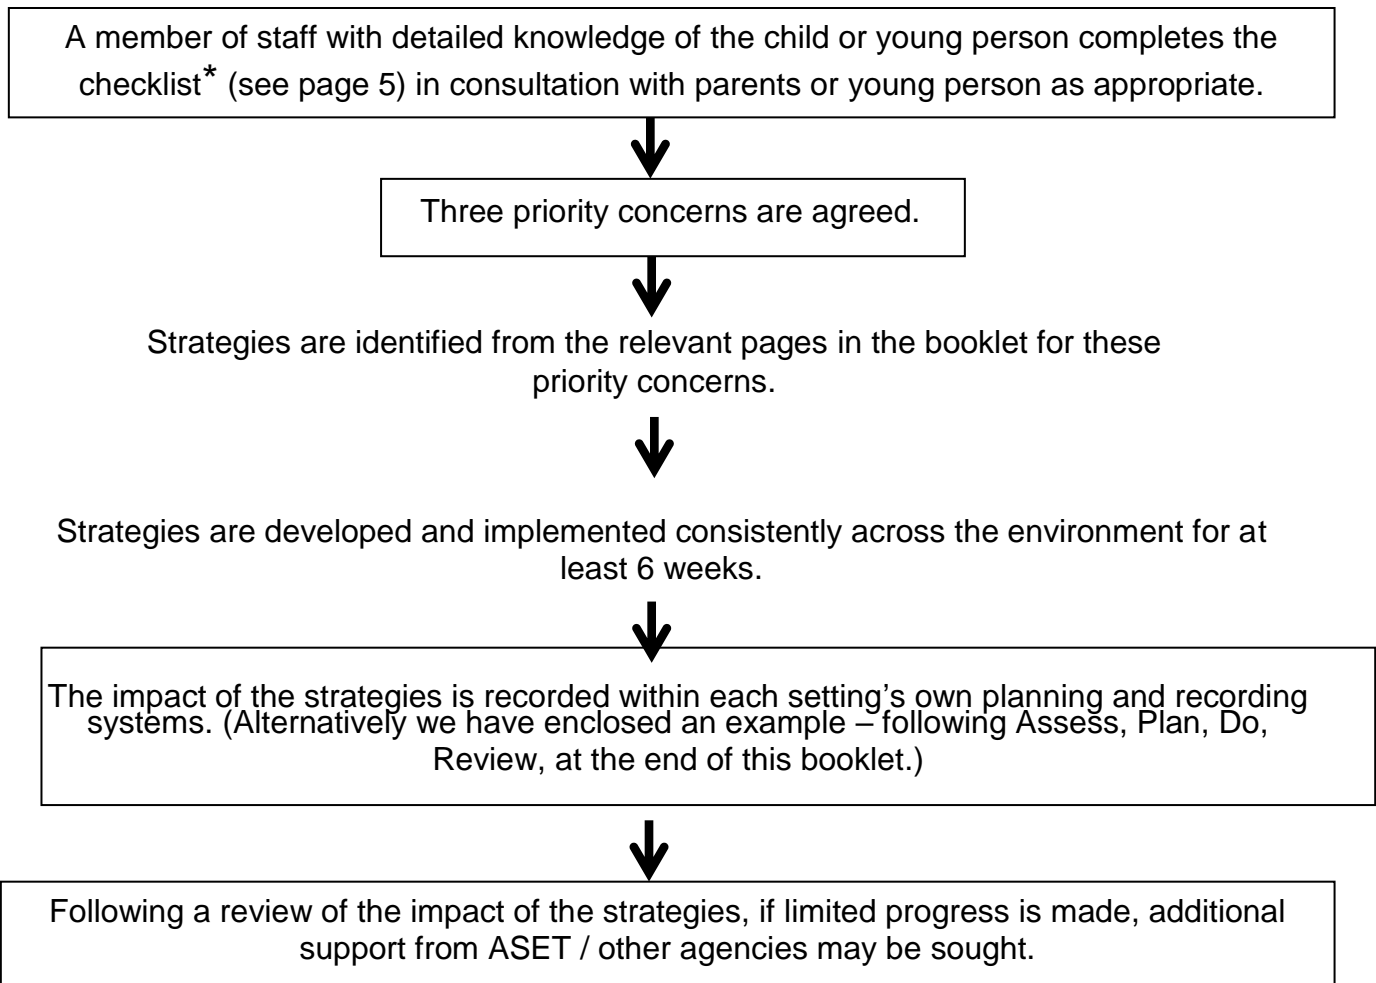 A member of staff with detailed knowledge of the child or young person completes the
checklist* (see page 5) in consultation with parents or young person as appropriate.
Three priority concerns are agreed.
Strategies are identified from the relevant pages in the booklet for these
priority concerns.
Strategies are developed and implemented consistently across the environment for at
least 6 weeks.
The impact of the strategies is recorded within each setting’s own planning and recording
systems. (Alternatively we have enclosed an example – following Assess, Plan, Do,
Review, at the end of this booklet.)
Following a review of the impact of the strategies, if limited progress is made, additional
support from ASET / other agencies may be sought.